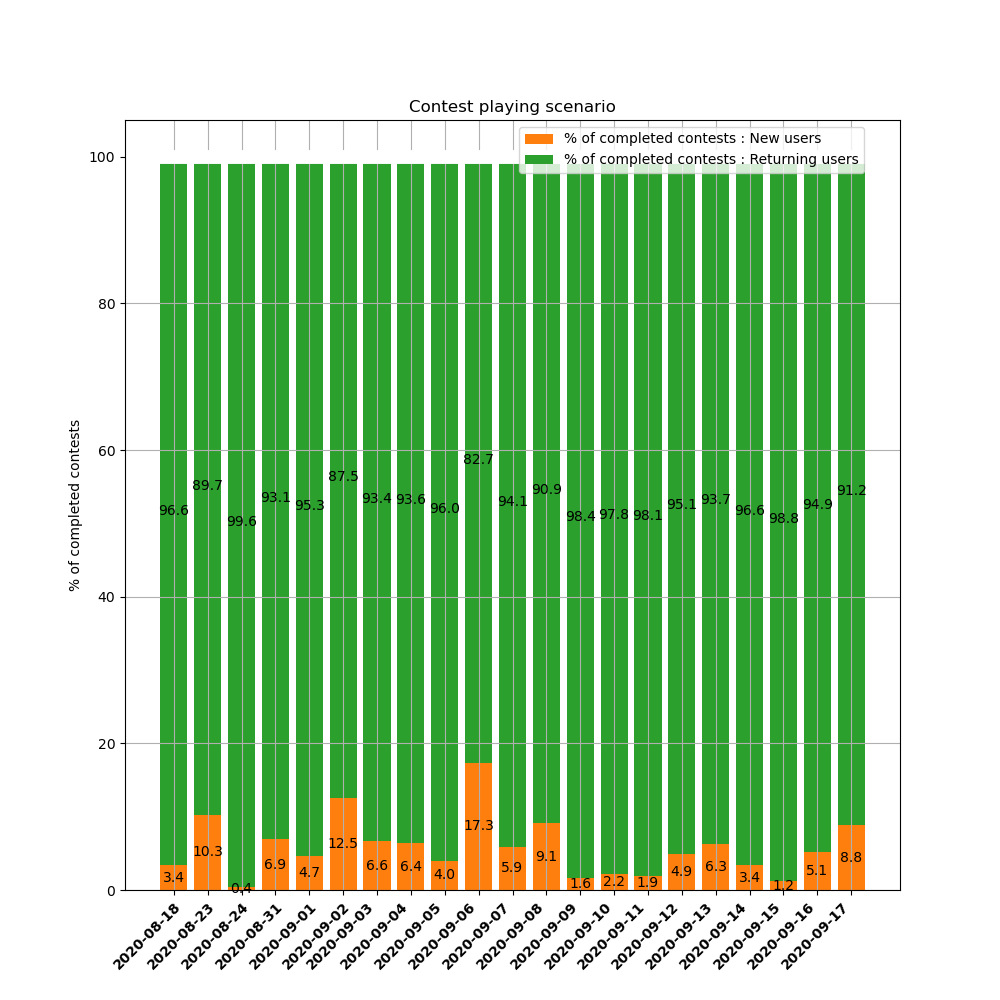 Contest playing scenario
% of completed contests : New users
% of completed contests : Returning users
% of completed contests
100
80
60
40
20
0
96.6 89.7 99.6 93.1 95.3 87.5 93.4 93.6 96.0 82.7 94.1 90.9 98.4 97.8 98.1 95.1 93.7 96.6 98.8 94.9 91.2
3.4 10.3 0.4 6.9 4.7 12.5 6.6 6.4 4.0 17.3 5.9 9.1 1.6 2.2 1.9 4.9 6.3 3.4 1.2 5.1 8.8
2020-08-18 2020-08-23 2020-08-24 2020-08-31 2020-09-01 2020-09-02 2020-09-03 2020-09-04 2020-09-05 2020-09-06 2020-09-07 2020-09-08 2020-09-09 2020-09-10 2020-09-11 2020-09-12 2020-09-13 2020-09-14 2020-09-15 2020-09-16 2020-09-17